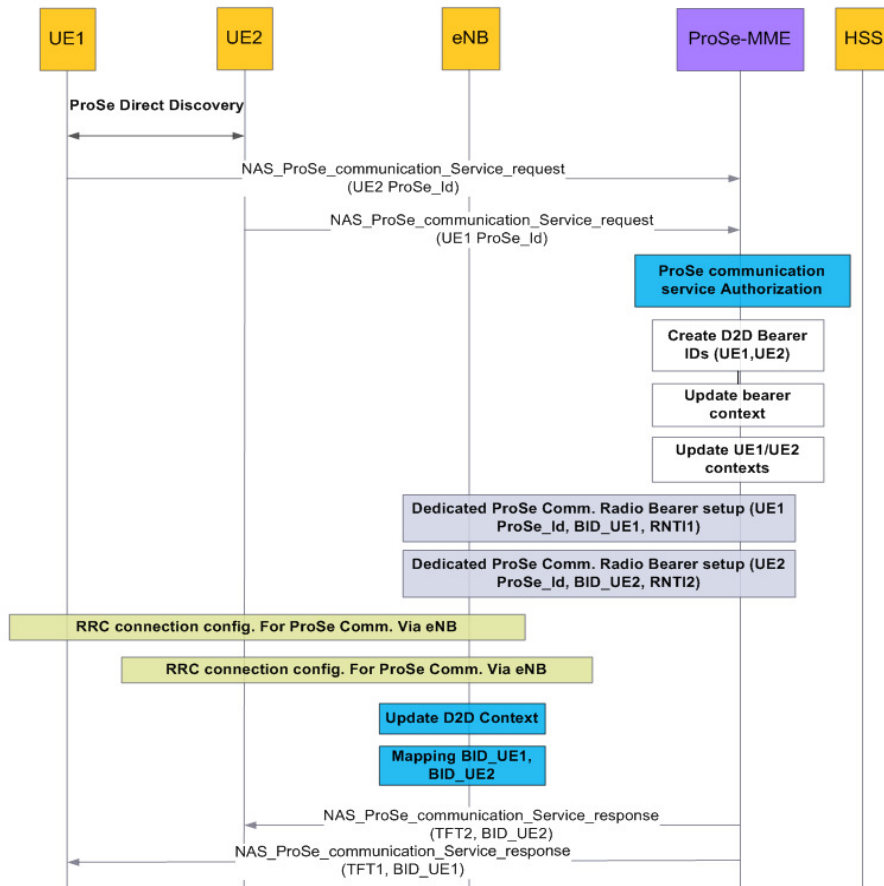 UE1
UE2
eNB
ProSe-MME
HSS
ProSe Direct Discovery
NAS_ProSe_communication_Service_request
(UE2 ProSe_Id)
NAS_ProSe_communication_Service_request
(UE1 ProSe_Id)
ProSe communication
service Authorization
Create D2D Bearer
IDs (UE1,UE2)
Update bearer
context
Update UE1/UE2
contexts
Dedicated ProSe Comm. Radio Bearer setup (UE1
ProSe_Id, BID_UE1, RNTI1)
Dedicated ProSe Comm. Radio Bearer setup (UE2
ProSe_Id, BID_UE2, RNTI2)
RRC connection config. For ProSe Comm. Via eNB
RRC connection config. For ProSe Comm. Via eNB
Update D2D Context
Mapping BID_UE1,
BID_UE2
NAS_ProSe_communication_Service_response
(TFT2, BID_UE2)
NAS_ProSe_communication_Service_response
(TFT1, BID_UE1)